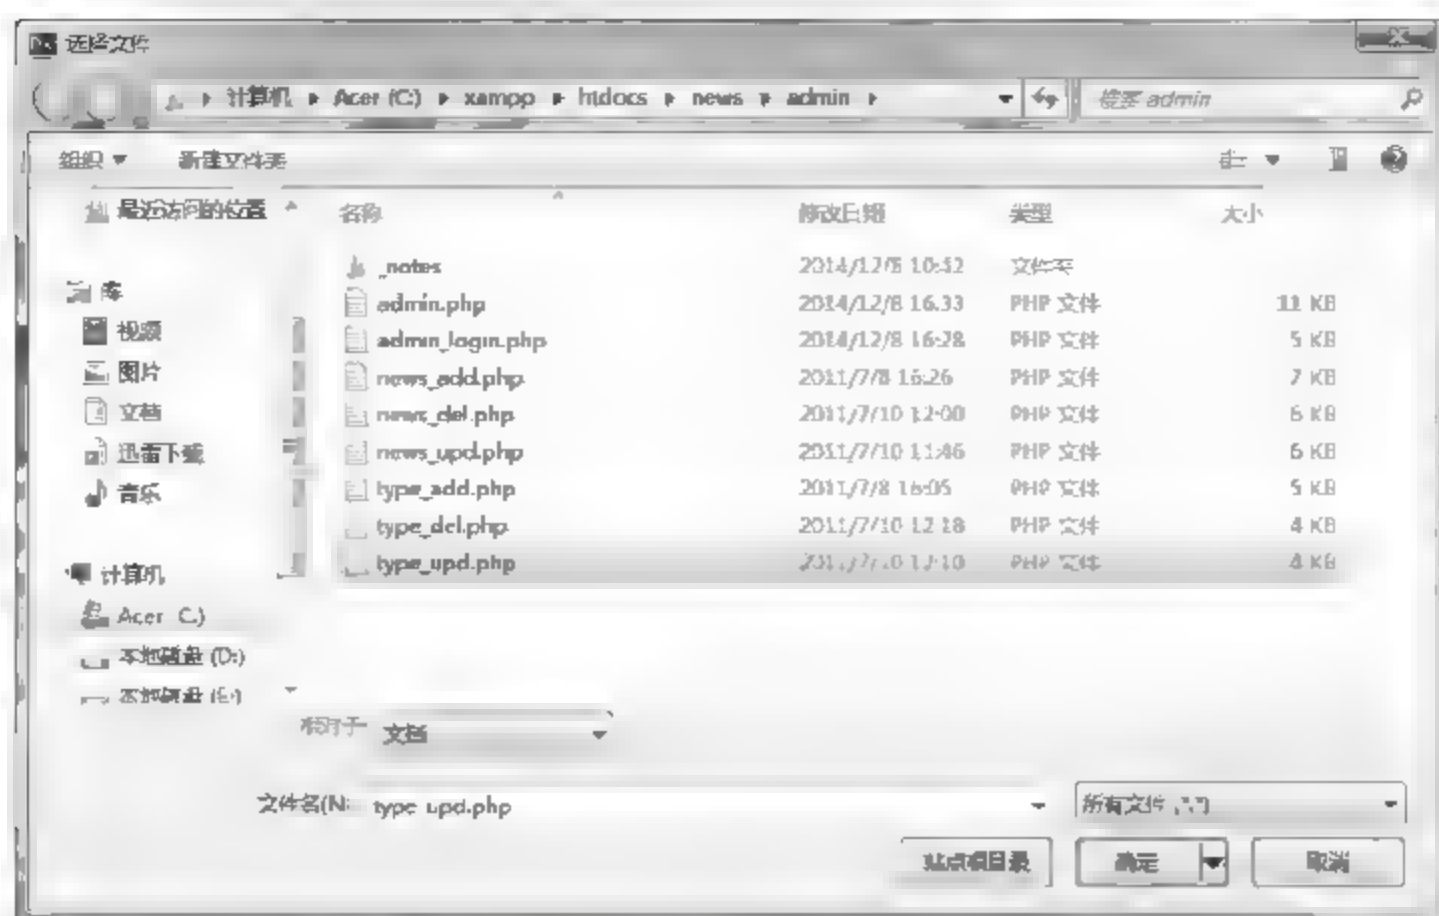 选择文件
计算机 Acer (C:) xampp htdocs news admin 搜索 admin
组织 新建文件夹
最近访问的位置 名称 修改日期 类型 大小
_notes 文件夹
库 admin.php 2014/12/8 16:33 PHP 文件 11 KB
视频 admin_login.php 2014/12/8 16:28 PHP 文件 5 KB
图片 news_add.php 2011/7/8 16:26 PHP 文件 7 KB
文档 news_del.php 2011/7/10 12:00 PHP 文件 6 KB
迅雷下载 news_upd.php 2011/7/10 11:46 PHP 文件 6 KB
音乐 type_add.php 2011/7/8 16:05 PHP 文件 5 KB
type_del.php 2011/7/10 12:18 PHP 文件 4 KB
计算机 type_upd.php 2011/7/10 12:10 PHP 文件 4 KB
Acer (C:)
本地磁盘 (D:)
本地磁盘 (E:)
相对于 文档
文件名(N): type_upd.php 所有文件 (*.*)
站点根目录 确定 取消